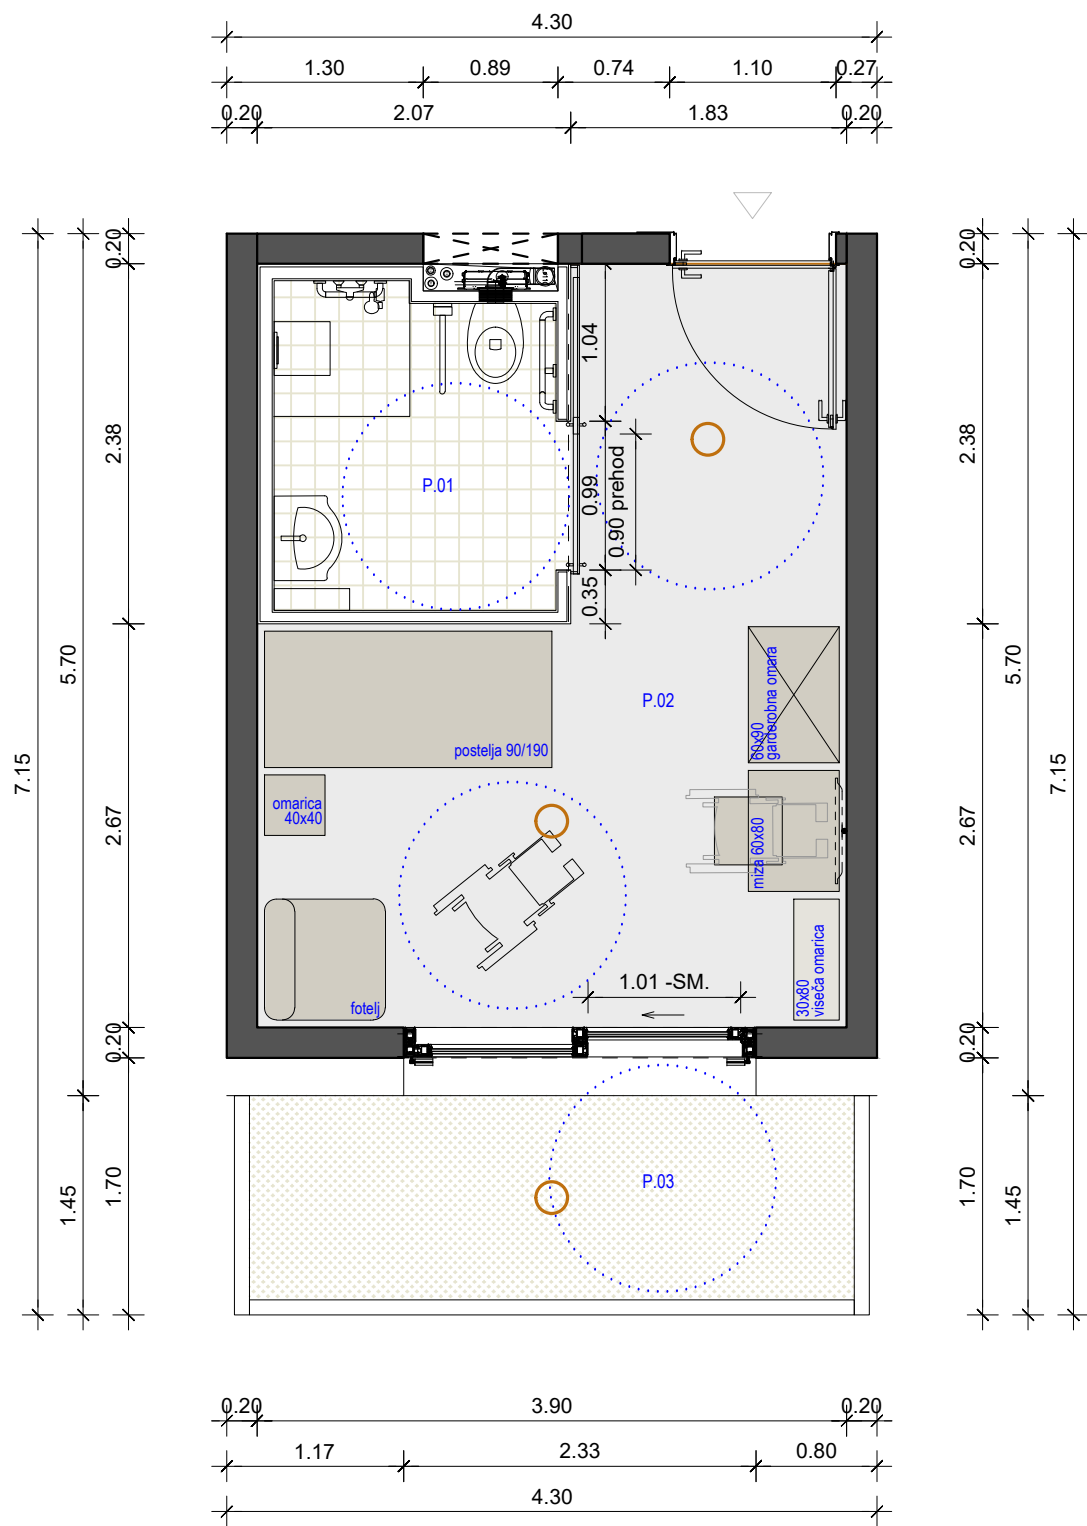 4.30
1.30 0.89 0.74 1.10 0.27
0.20 2.07 1.83 0.20
0.20 0.20
1.04
2.38 P.01 0.99 0.90 prehod 2.38
0.35
5.70 P.02 5.70
60x90
garderobna omara
postelja 90/190
7.15 7.15
omarica
40x40
2.67 miza 60x80 2.67
30x80
viseča omarica
1.01 -SM.
fotelj
0.20 0.20
P.03
1.45 1.70 1.70 1.45
0.20 3.90 0.20
1.17 2.33 0.80
4.30